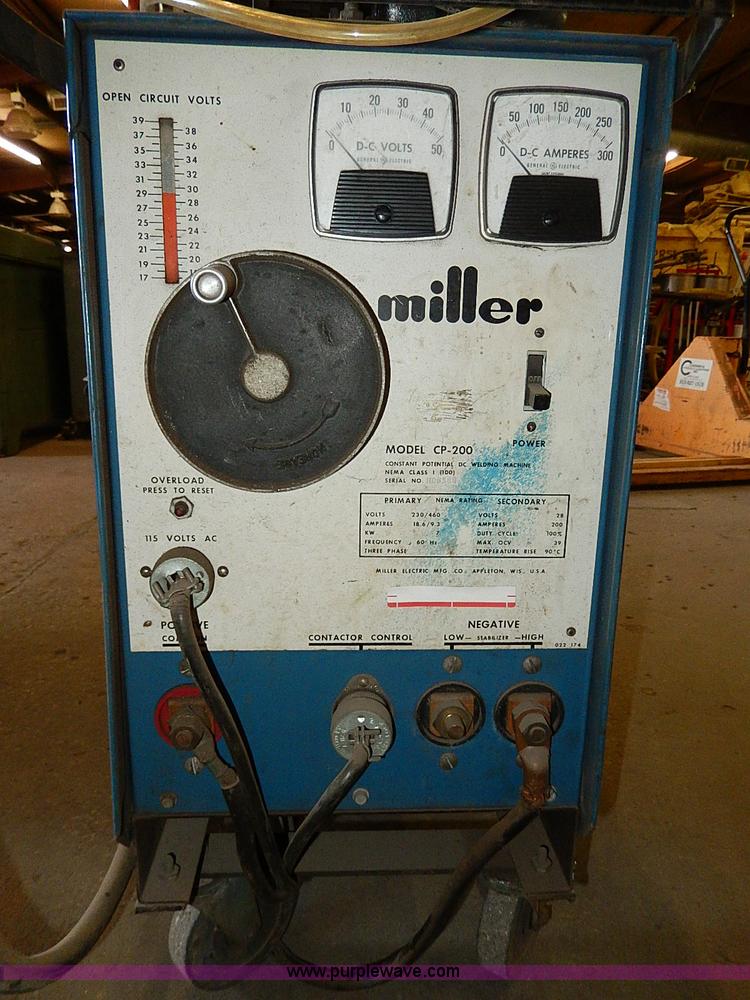 OPEN CIRCUIT VOLTS
39
38
37
36
35
34
33
32
31
30
29
28
27
26
25
24
23
22
21
20
19
17
0 10 20 30 40 50
D-C VOLTS
GENERAL ELECTRIC
0 50 100 150 200 250 300
D-C AMPERES
GENERAL ELECTRIC
miller
OFF
POWER
MODEL CP-200
CONSTANT POTENTIAL DC WELDING MACHINE
NEMA CLASS I (100)
SERIAL NO.
OVERLOAD
PRESS TO RESET
PRIMARY NEMA RATING SECONDARY
VOLTS 230/460 VOLTS 28
AMPERES 18.6/9.3 AMPERES 200
KW 7 DUTY CYCLE 100%
FREQUENCY 60 Hz MAX. OCV 39
THREE PHASE TEMPERATURE RISE 90°C
115 VOLTS AC
MILLER ELECTRIC MFG. CO., APPLETON, WIS., U.S.A.
NEGATIVE
CONTACTOR CONTROL
LOW— STABILIZER —HIGH
022 174
www.purplewave.com